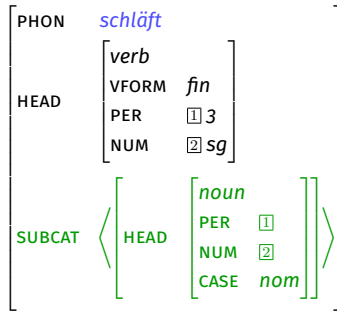 PHON schläft
verb
VFORM fin
HEAD
PER 1 3
NUM 2 sg
noun
PER 1
SUBCAT ⟨ HEAD ⟩
NUM 2
CASE nom